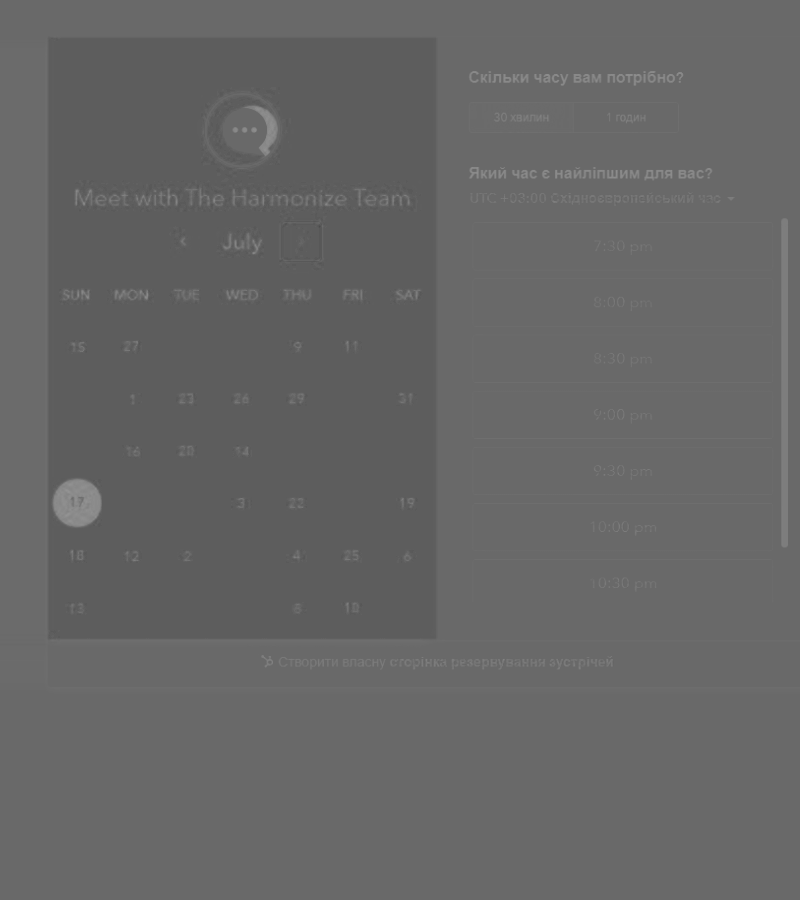 Meet with The Harmonize Team
July
SUN MON TUE WED THU FRI SAT
15 27 9 11
1 23 26 29 31
16 20 14
17 3 22 19
18 12 2 4 25 6
13 10
Скільки часу вам потрібно?
30 хвилин 1 годин
Який час є найліпшим для вас?
UTC +03:00 Східноєвропейський час
7:30 pm
8:00 pm
8:30 pm
9:00 pm
9:30 pm
10:00 pm
10:30 pm
Створити власну сторінка резервування зустрічей